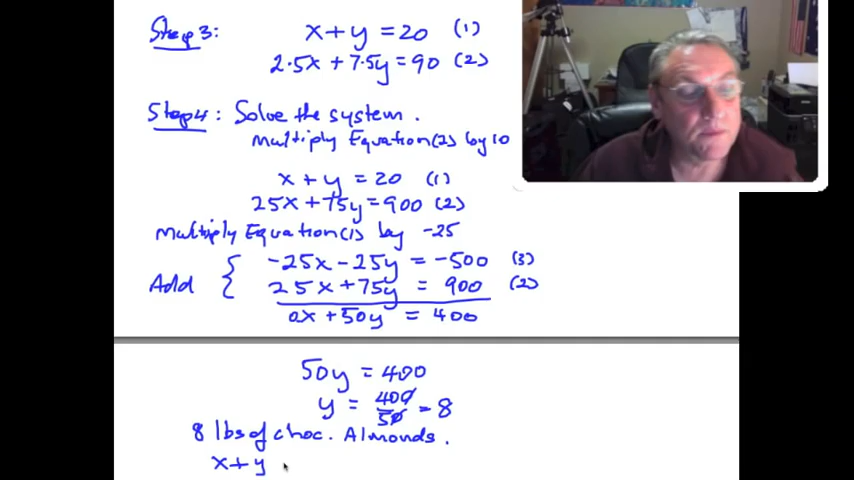 Step 3: x + y = 20 (1)
2.5x + 7.5y = 90 (2)
Step 4: Solve the system.
Multiply Equation (2) by 10
x + y = 20 (1)
25x + 75y = 900 (2)
Multiply Equation (1) by -25
-25x - 25y = -500 (3)
Add { 25x + 75y = 900 (2)
0x + 50y = 400
50y = 400
y = 400/50 = 8
8 lbs of choc. Almonds.
x + y